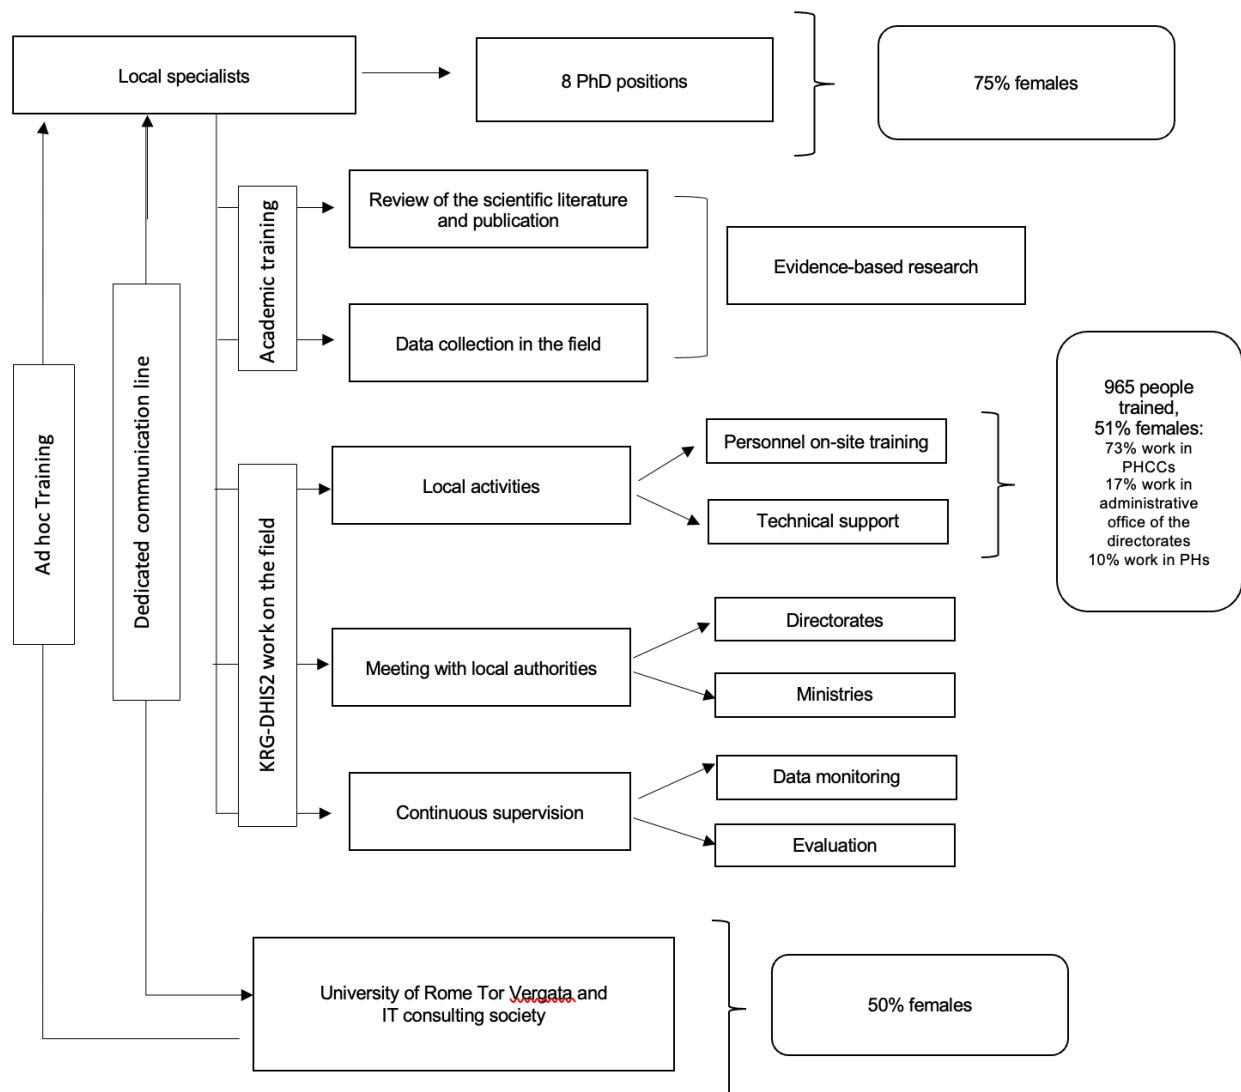 Local specialists
8 PhD positions
75% females
Review of the scientific literature
and publication
Academic training
Evidence-based research
Data collection in the field
Ad hoc Training
Dedicated communication line
KRG-DHIS2 work on the field
Local activities
Personnel on-site training
Technical support
965 people
trained,
51% females:
73% work in
PHCCs
17% work in
administrative
office of the
directorates
10% work in PHs
Meeting with local authorities
Directorates
Ministries
Continuous supervision
Data monitoring
Evaluation
University of Rome Tor Vergata and
IT consulting society
50% females